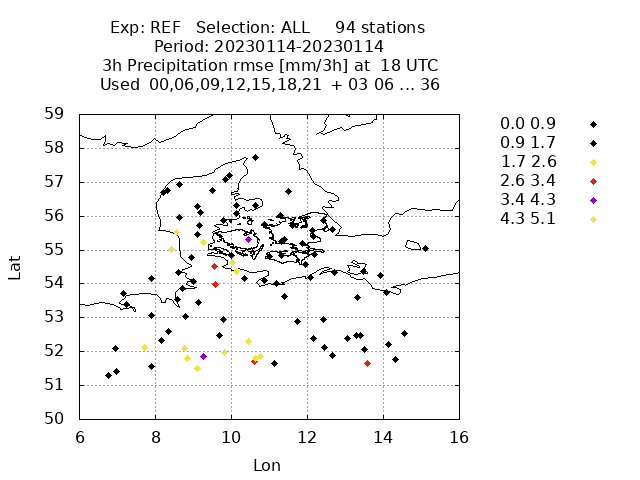 Exp: REF Selection: ALL 94 stations
Period: 20230114-20230114
3h Precipitation rmse [mm/3h] at 18 UTC
Used 00,06,09,12,15,18,21 + 03 06 ... 36
59
58
57
56
55
54
53
52
51
50
6 8 10 12 14 16
Lat
Lon
0.0 0.9
0.9 1.7
1.7 2.6
2.6 3.4
3.4 4.3
4.3 5.1